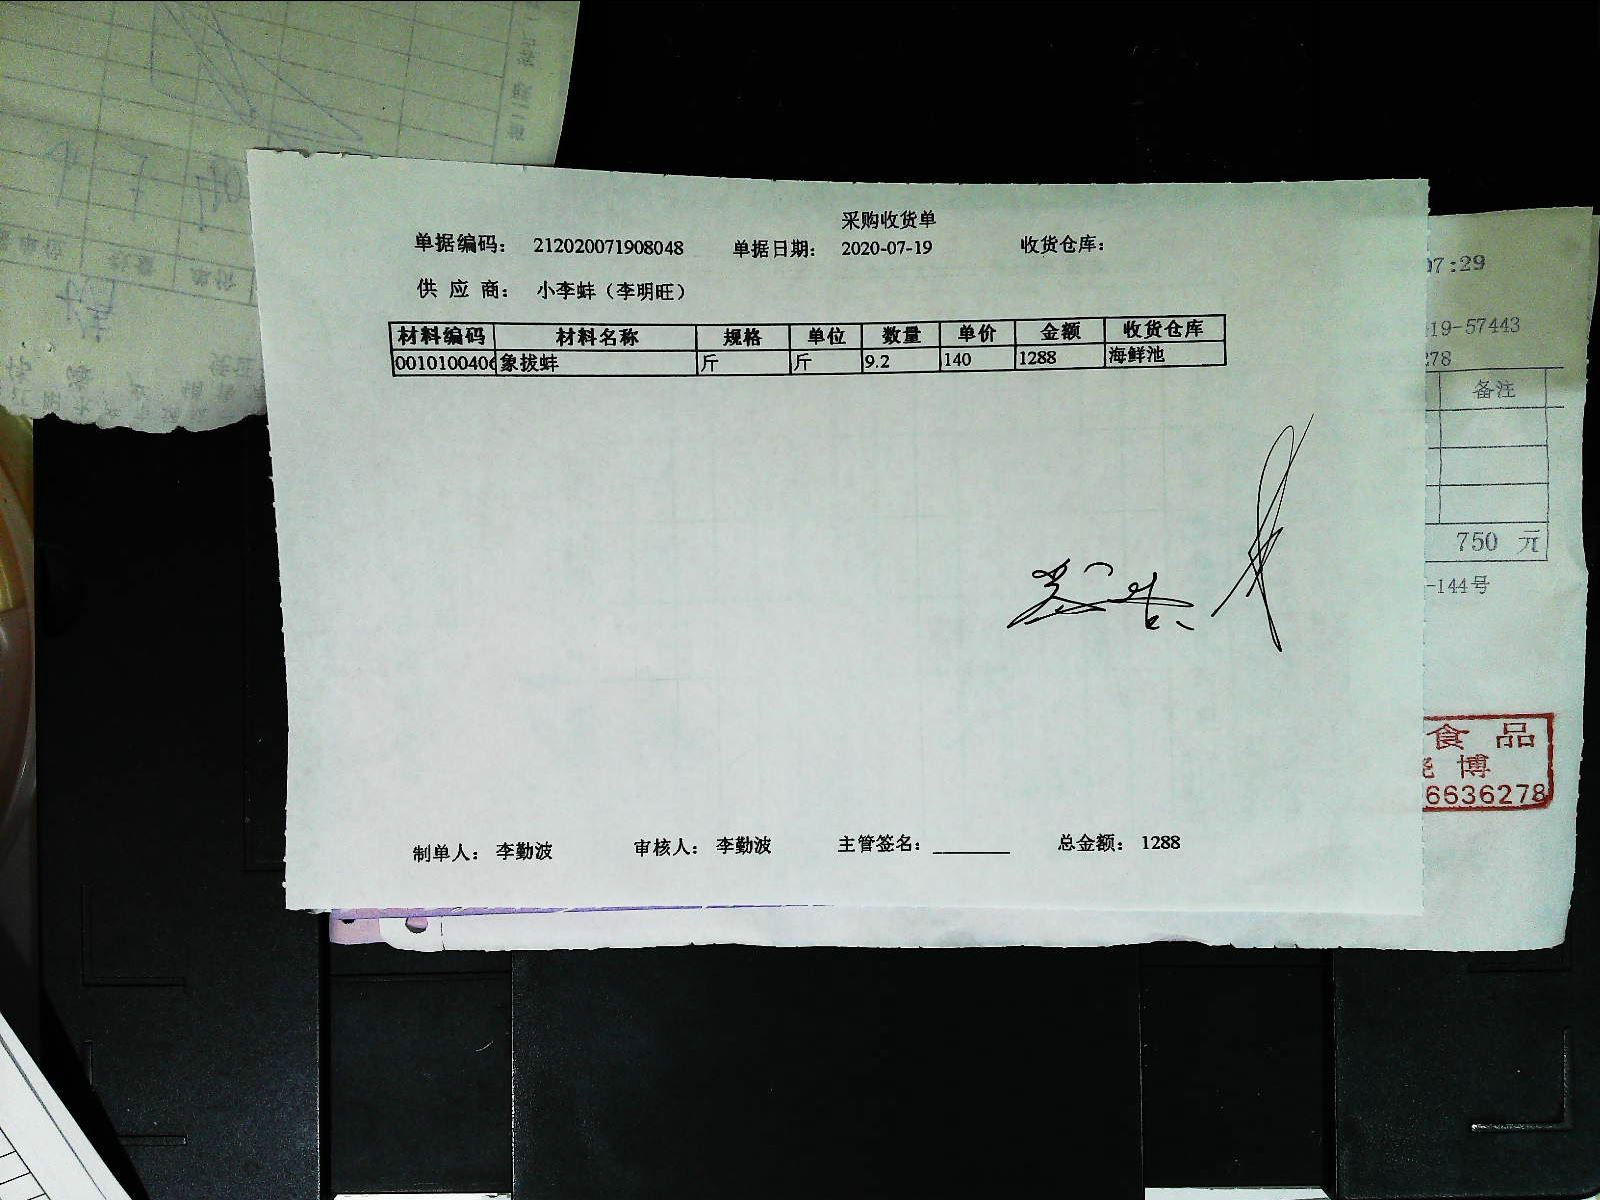 采购收货单
单据编码： 212020071908048 单据日期： 2020-07-19 收货仓库：
供 应 商： 小李蚌（李明旺）
材料编码 材料名称 规格 单位 数量 单价 金额 收货仓库
0010100406 象拔蚌 斤 斤 9.2 140 1288 海鲜池
制单人： 李勤波 审核人： 李勤波 主管签名：________ 总金额： 1288
07:29
19-57443
278
备注
750 元
-144号
食 品
博
6636278